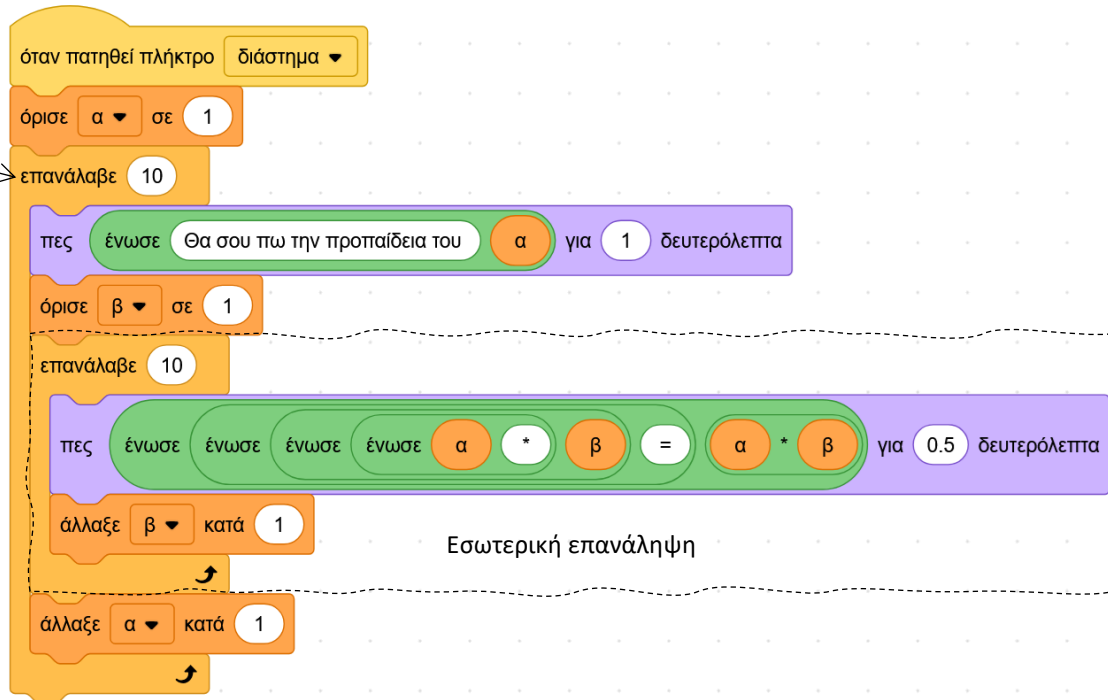 όταν πατηθεί πλήκτρο διάστημα
όρισε α σε 1
επανάλαβε 10
πες ένωσε Θα σου πω την προπαίδεια του α για 1 δευτερόλεπτα
όρισε β σε 1
επανάλαβε 10
πες ένωσε ένωσε ένωσε ένωσε α * β = α * β για 0.5 δευτερόλεπτα
άλλαξε β κατά 1
Εσωτερική επανάληψη
άλλαξε α κατά 1